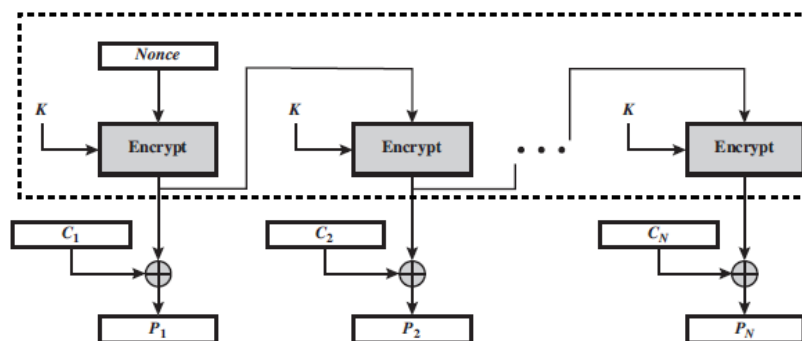 Nonce
K K K
Encrypt Encrypt • • • Encrypt
C1 C2 CN
P1 P2 PN